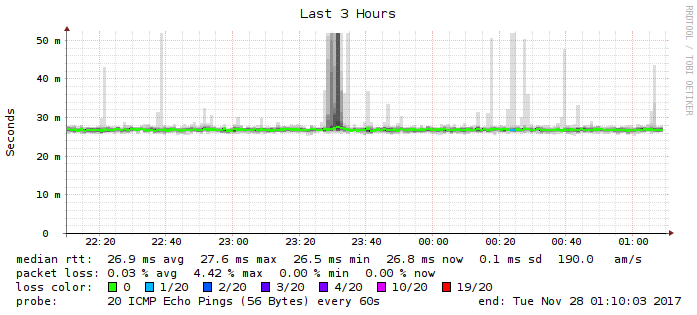 Last 3 Hours
RRDTOOL / TOBI OETIKER
Seconds
50 m
40 m
30 m
20 m
10 m
0
22:20 22:40 23:00 23:20 23:40 00:00 00:20 00:40 01:00
median rtt: 26.9 ms avg 27.6 ms max 26.5 ms min 26.8 ms now 0.1 ms sd 190.0 am/s
packet loss: 0.03 % avg 4.42 % max 0.00 % min 0.00 % now
loss color: 0 1/20 2/20 3/20 4/20 10/20 19/20
probe: 20 ICMP Echo Pings (56 Bytes) every 60s end: Tue Nov 28 01:10:03 2017